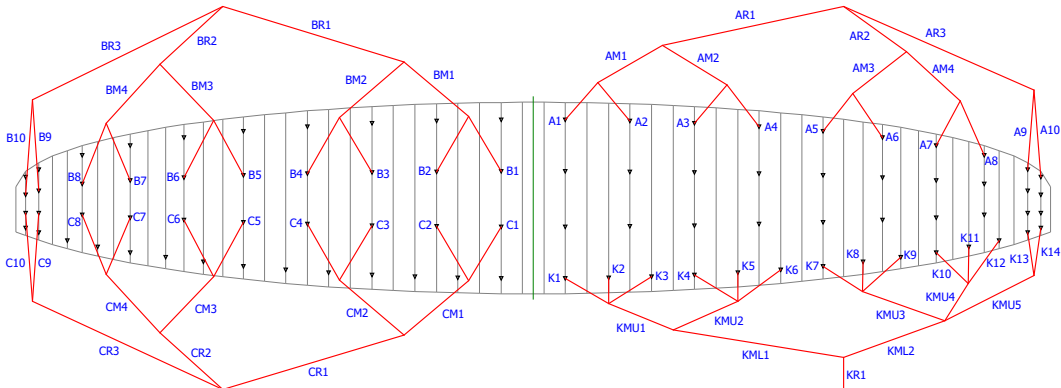 BR1
AR1
BR2
AR2
AR3
BR3
AM1
AM2
BM4
BM3
BM2
BM1
AM3
AM4
B10
B9
A1
A2
A3
A4
A5
A6
A7
A8
A9
A10
B8
B7
B6
B5
B4
B3
B2
B1
C8
C7
C6
C5
C4
C3
C2
C1
C10
C9
K1
K2
K3
K4
K5
K6
K7
K8
K9
K10
K11
K12
K13
K14
CM4
CM3
CM2
CM1
KMU1
KMU2
KMU3
KMU4
KMU5
CR3
CR2
CR1
KML1
KML2
KR1